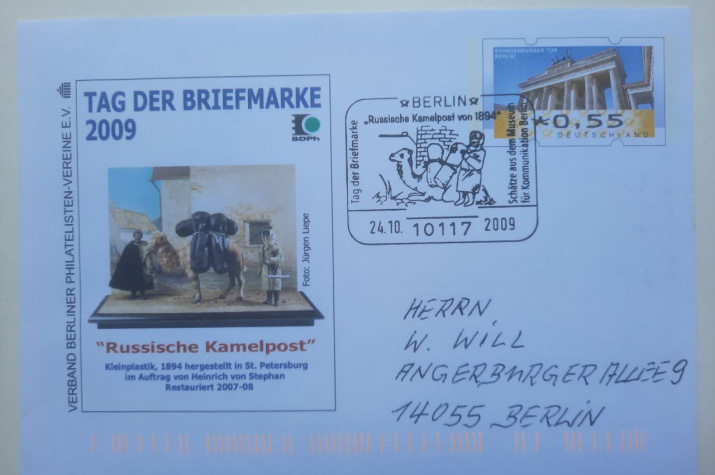 VERBAND BERLINER PHILATELISTEN-VEREINE E.V.
TAG DER BRIEFMARKE
2009
BDPh
Foto: Jürgen Liepe
"Russische Kamelpost"
Kleinplastik, 1894 hergestellt in St. Petersburg
im Auftrag von Heinrich von Stephan
Restauriert 2007-08
BERLIN
„Russische Kamelpost von 1894"
Tag der Briefmarke
Schätze aus dem Museum
für Kommunikation Berlin
24.10. 10117 2009
BRANDENBURGER TOR
BERLIN
*0,55
DEUTSCHLAND
HERRN
W. WILL
ANGERBURGER ALLEE 9
14055 BERLIN